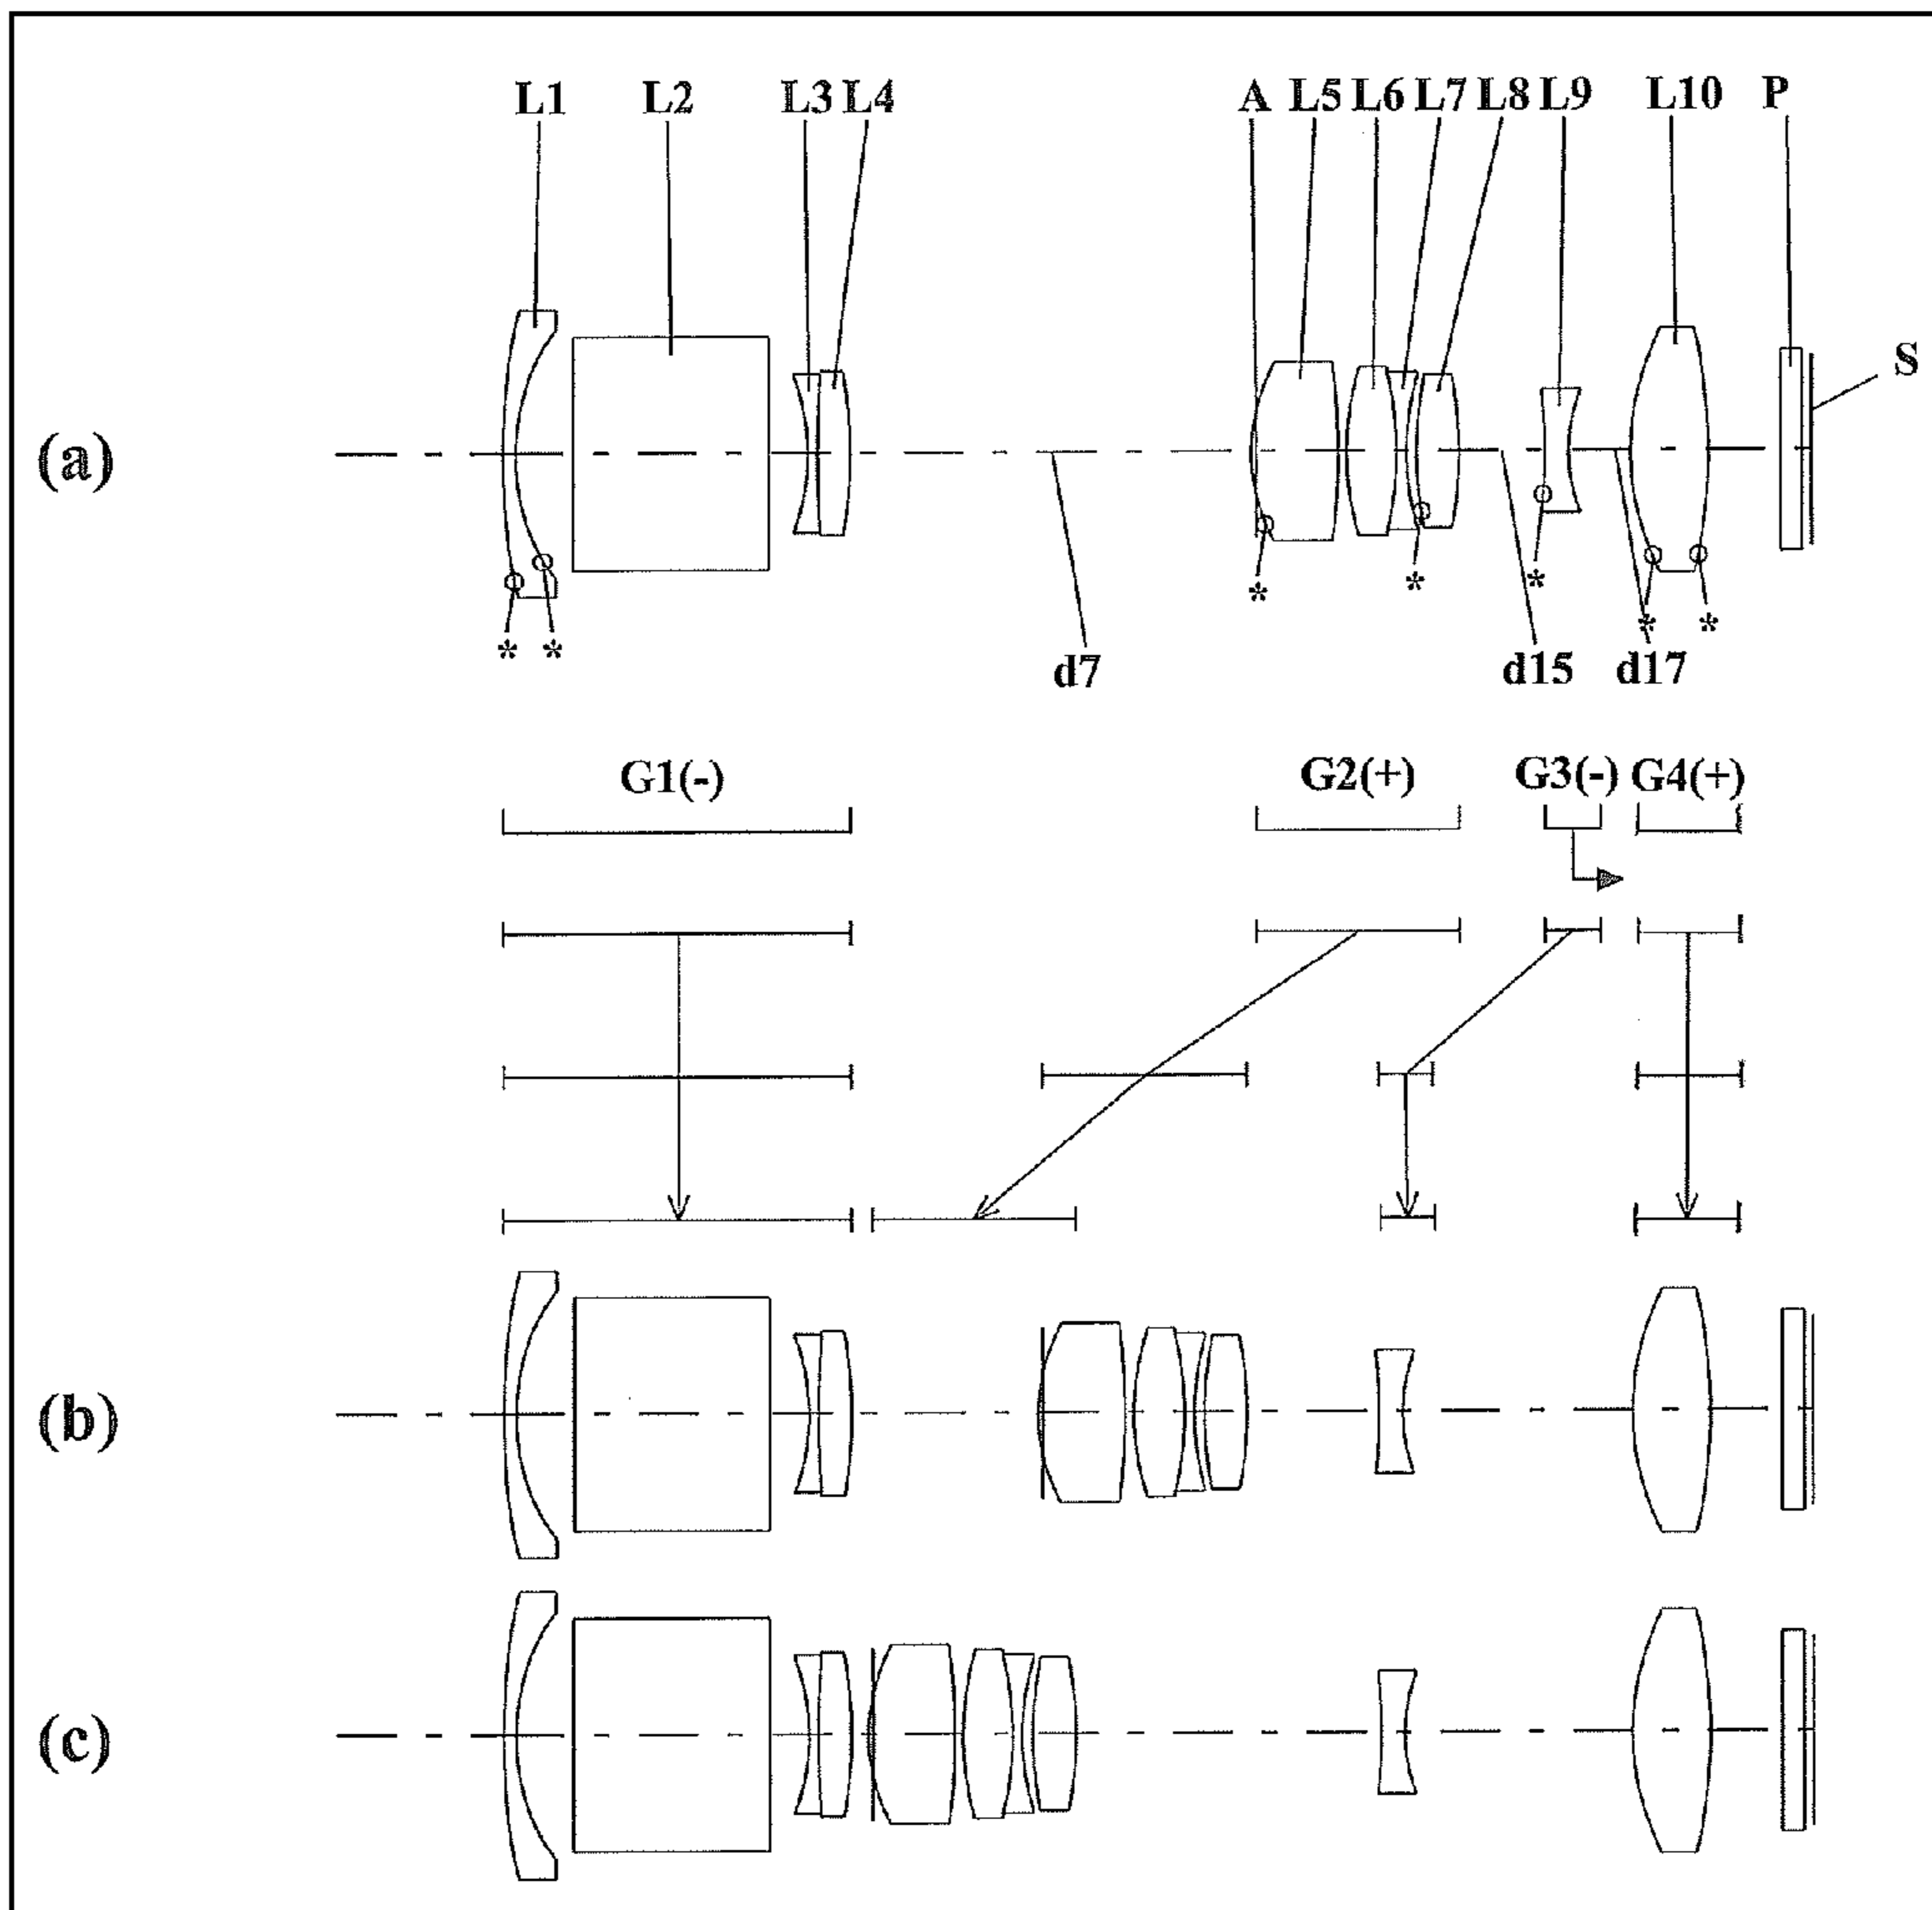 L1 L2 L3 L4 A L5 L6 L7 L8 L9 L10 P
S
(a)
* * * * * * *
d7 d15 d17
G1(-) G2(+) G3(-) G4(+)
(b)
(c)